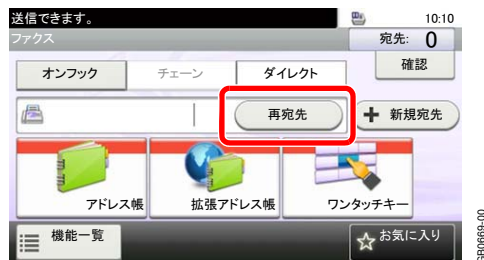 送信できます。
10:10
ファクス
宛先: 0
オンフック
チェーン
ダイレクト
確認
再宛先
新規宛先
アドレス帳
拡張アドレス帳
ワンタッチキー
機能一覧
お気に入り
GB0669-00